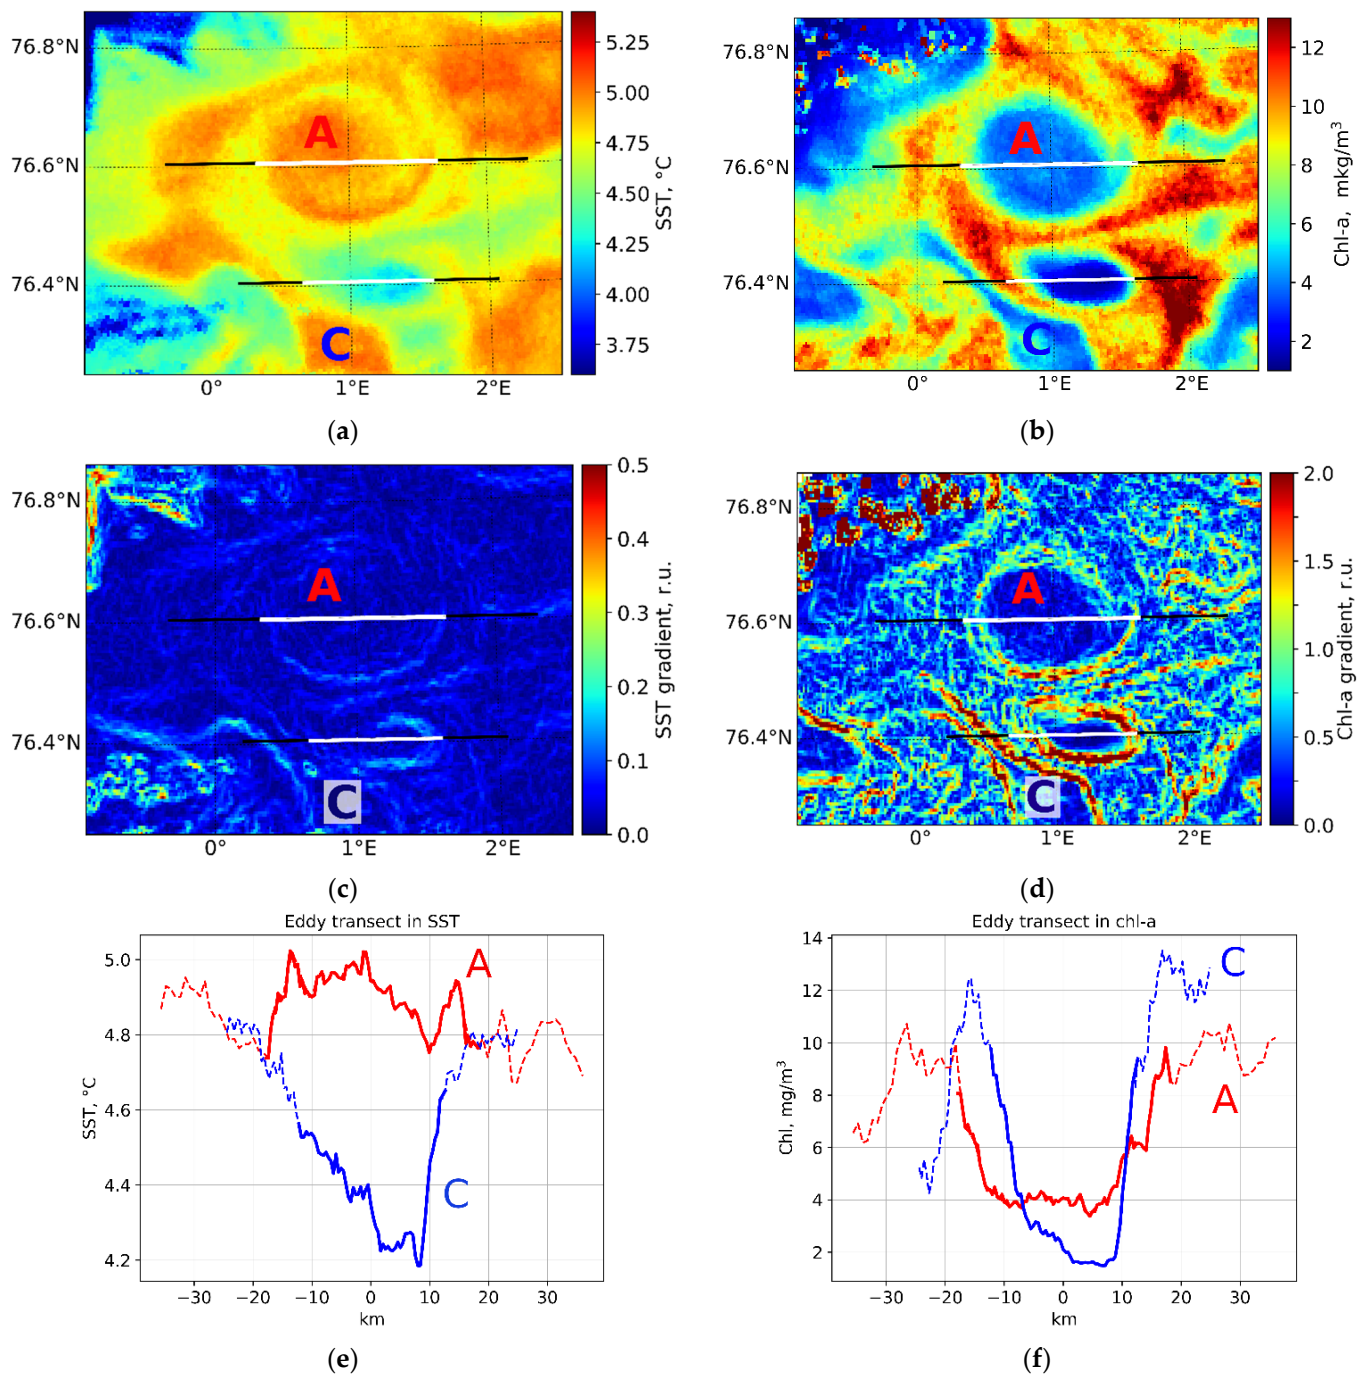 76.8°N
76.6°N
76.4°N
A
C
0°
1°E
2°E
5.25
5.00
4.75
4.50
4.25
4.00
3.75
SST, °C
(a)
76.8°N
76.6°N
76.4°N
A
C
0°
1°E
2°E
12
10
8
6
4
2
Chl-a, mkg/m³
(b)
76.8°N
76.6°N
76.4°N
A
C
0°
1°E
2°E
0.5
0.4
0.3
0.2
0.1
0.0
SST gradient, r.u.
(c)
76.8°N
76.6°N
76.4°N
A
C
0°
1°E
2°E
2.0
1.5
1.0
0.5
0.0
Chl-a gradient, r.u.
(d)
Eddy transect in SST
5.0
4.8
4.6
4.4
4.2
SST, °C
A
C
−30
−20
−10
0
10
20
30
km
(e)
Eddy transect in chl-a
14
12
10
8
6
4
2
Chl, mg/m³
C
A
−30
−20
−10
0
10
20
30
km
(f)